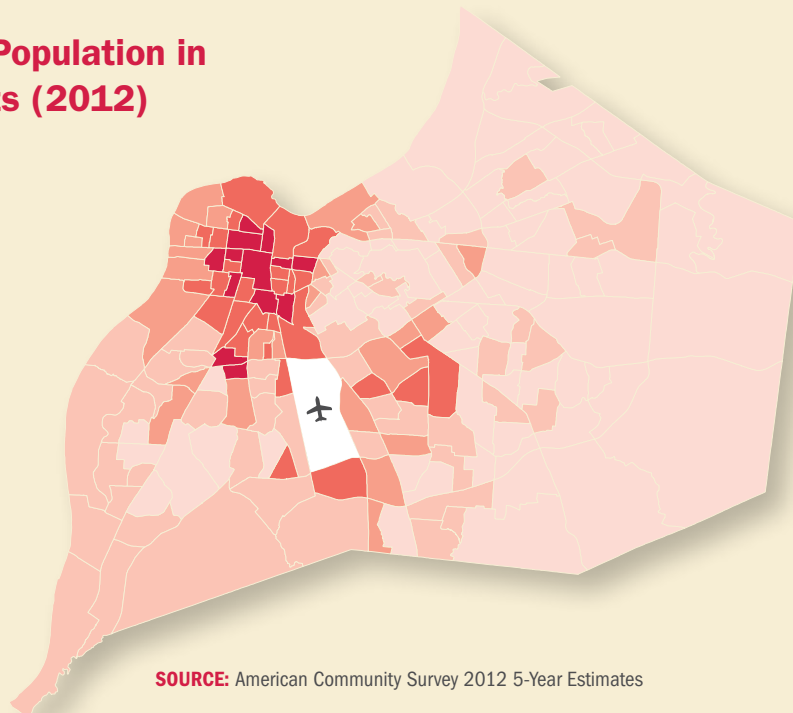 Population in
s (2012)
SOURCE: American Community Survey 2012 5-Year Estimates